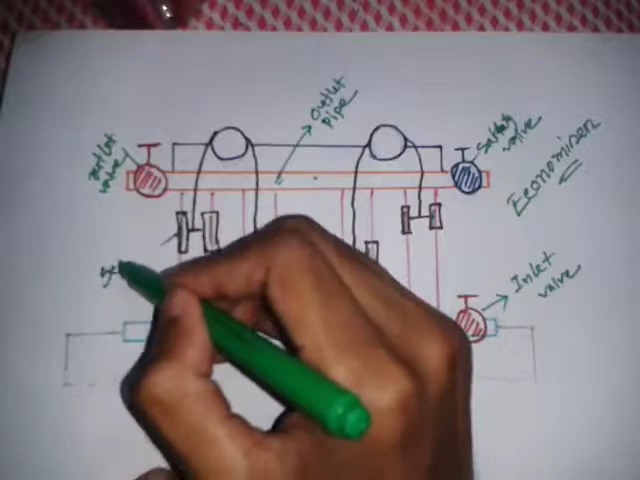 outlet
valve
Outlet
Pipe
Safety
valve
Economiser
Inlet
valve